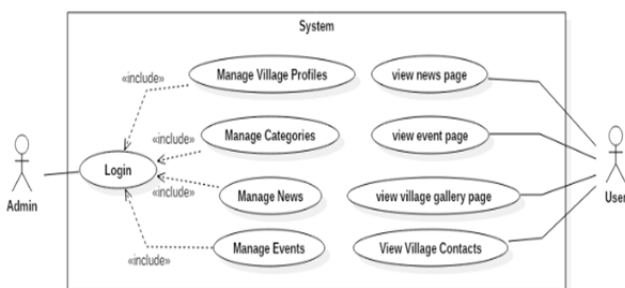 System
«include»
Manage Village Profiles
view news page
«include»
Manage Categories
view event page
Login
Admin
«include»
Manage News
view village gallery page
User
Manage Events
View Village Contacts
«include»